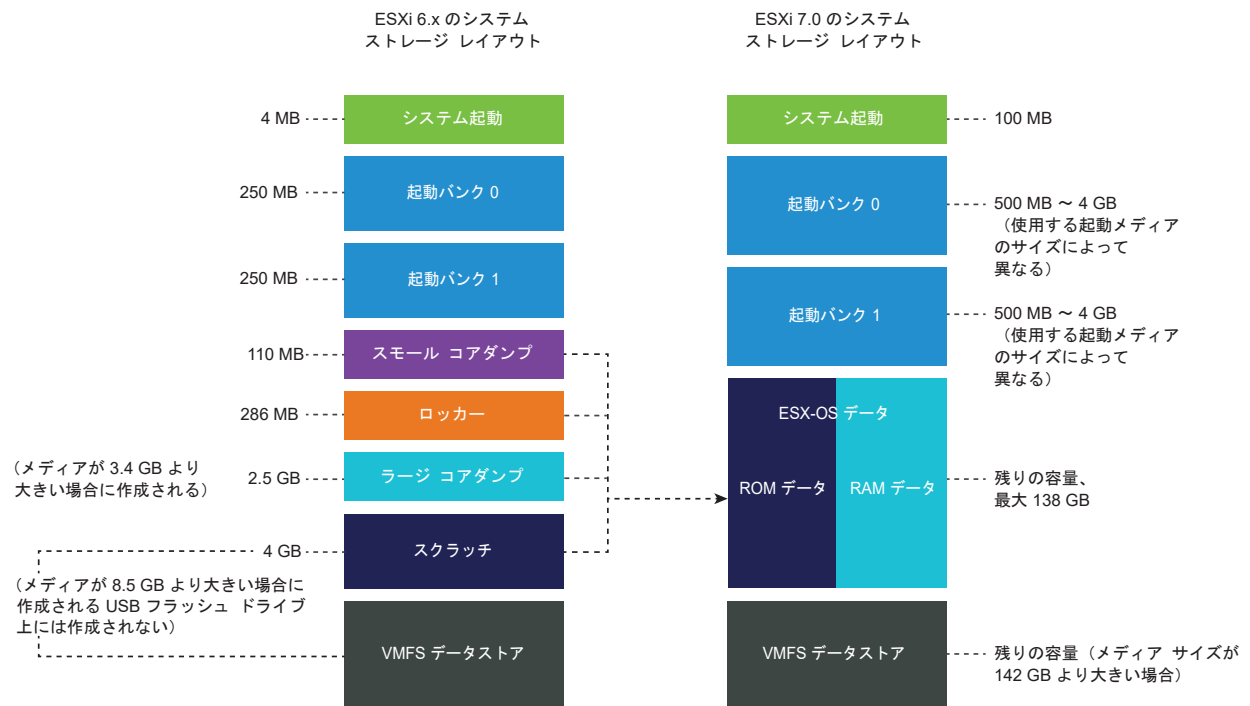 ESXi 6.x のシステム
ストレージ レイアウト
4 MB
システム起動
250 MB
起動バンク 0
250 MB
起動バンク 1
110 MB
スモール コアダンプ
286 MB
ロッカー
(メディアが 3.4 GB より
大きい場合に作成される)
2.5 GB
ラージ コアダンプ
4 GB
スクラッチ
(メディアが 8.5 GB より大きい場合に
作成される USB フラッシュ ドライブ
上には作成されない)
VMFS データストア
ESXi 7.0 のシステム
ストレージ レイアウト
システム起動
100 MB
起動バンク 0
500 MB ～ 4 GB
(使用する起動メディア
のサイズによって
異なる)
起動バンク 1
500 MB ～ 4 GB
(使用する起動メディア
のサイズによって
異なる)
ESX-OS データ
ROM データ
RAM データ
残りの容量、
最大 138 GB
VMFS データストア
残りの容量（メディア サイズが
142 GB より大きい場合）